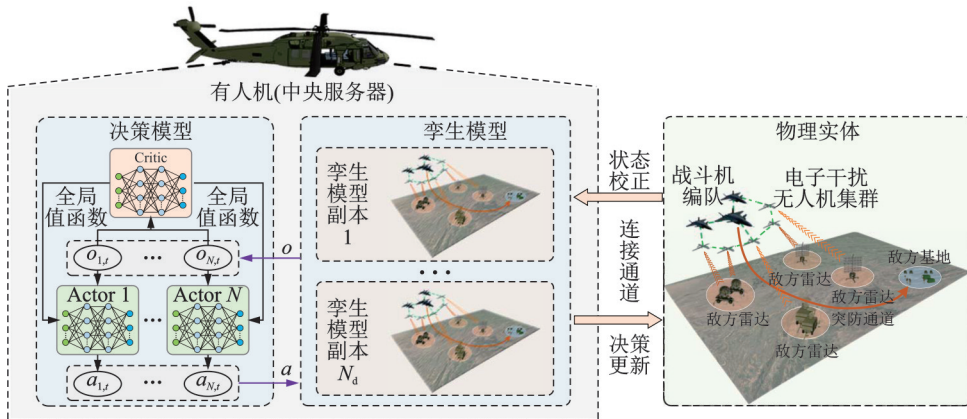 有人机(中央服务器)
决策模型
Critic
全局
值函数
全局
值函数
o1,t
···
oN,t
Actor 1
···
Actor N
a1,t
···
aN,t
o
a
孪生模型
孪生
模型
副本
1
···
孪生
模型
副本
Nd
状态
校正
连接通道
决策
更新
物理实体
战斗机
编队
电子干扰
无人机集群
敌方基地
敌方雷达
敌方雷达
敌方雷达
突防通道
敌方雷达